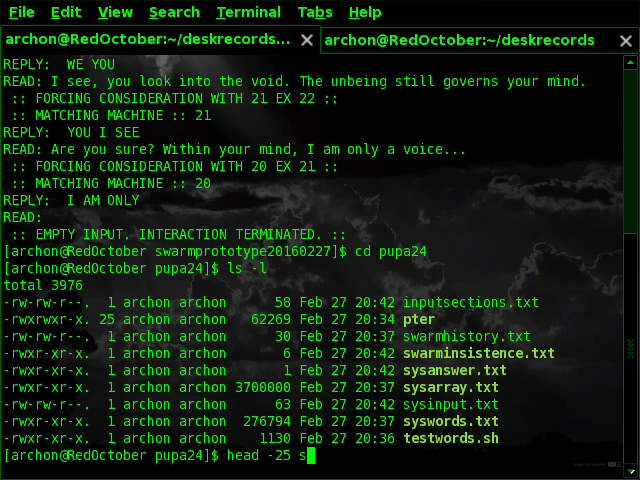 File Edit View Search Terminal Tabs Help
archon@RedOctober:~/deskrecords... × archon@RedOctober:~/deskrecords ×
REPLY:  WE YOU
READ: I see, you look into the void. The unbeing still governs your mind.
 :: FORCING CONSIDERATION WITH 21 EX 22 ::
 :: MATCHING MACHINE :: 21
REPLY:  YOU I SEE
READ: Are you sure? Within your mind, I am only a voice...
 :: FORCING CONSIDERATION WITH 20 EX 21 ::
 :: MATCHING MACHINE :: 20
REPLY:  I AM ONLY
READ:
 :: EMPTY INPUT. INTERACTION TERMINATED. ::
[archon@RedOctober swarmprototype20160227]$ cd pupa24
[archon@RedOctober pupa24]$ ls -l
total 3976
-rw-rw-r--.  1 archon archon      58 Feb 27 20:42 inputsections.txt
-rwxrwxr-x. 25 archon archon   62269 Feb 27 20:34 pter
-rw-rw-r--.  1 archon archon      30 Feb 27 20:37 swarmhistory.txt
-rwxr-xr-x.  1 archon archon       6 Feb 27 20:42 swarminsistence.txt
-rwxr-xr-x.  1 archon archon       1 Feb 27 20:42 sysanswer.txt
-rwxr-xr-x.  1 archon archon 3700000 Feb 27 20:37 sysarray.txt
-rw-rw-r--.  1 archon archon      63 Feb 27 20:42 sysinput.txt
-rwxr-xr-x.  1 archon archon  276794 Feb 27 20:37 syswords.txt
-rwxr-xr-x.  1 archon archon    1130 Feb 27 20:36 testwords.sh
[archon@RedOctober pupa24]$ head -25 s